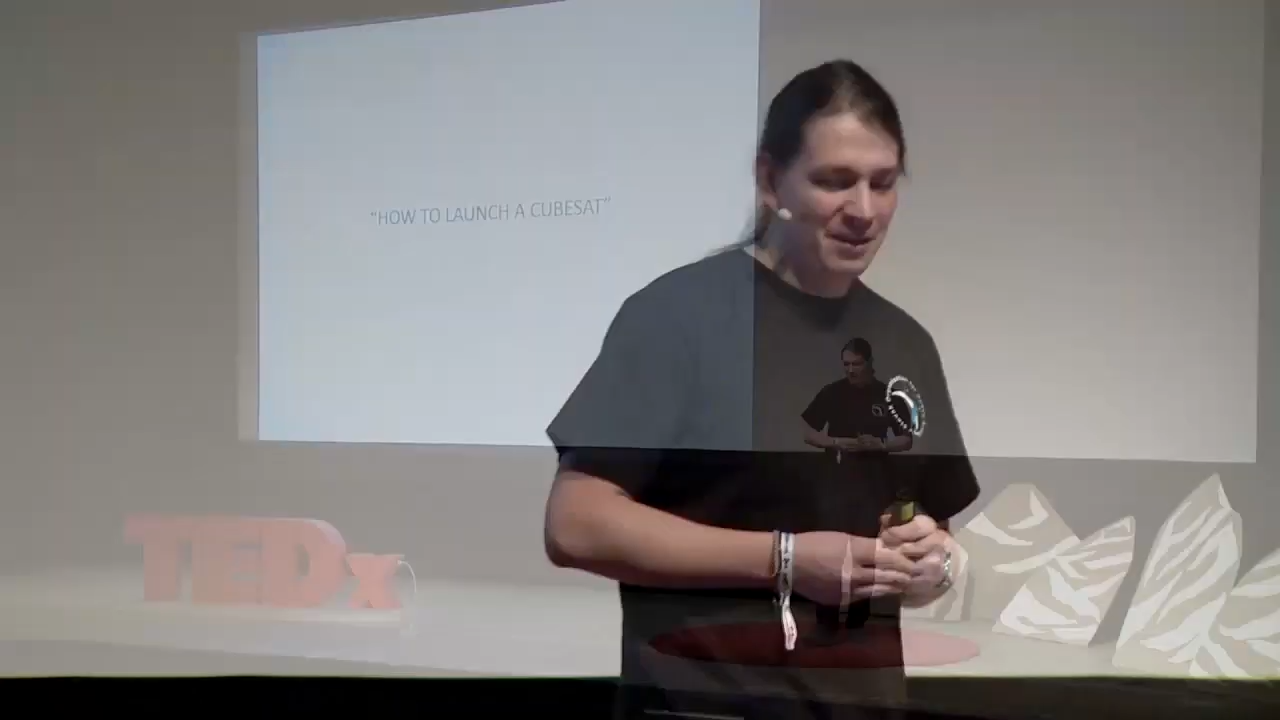 “HOW TO LAUNCH A CUBESAT”
TEDx